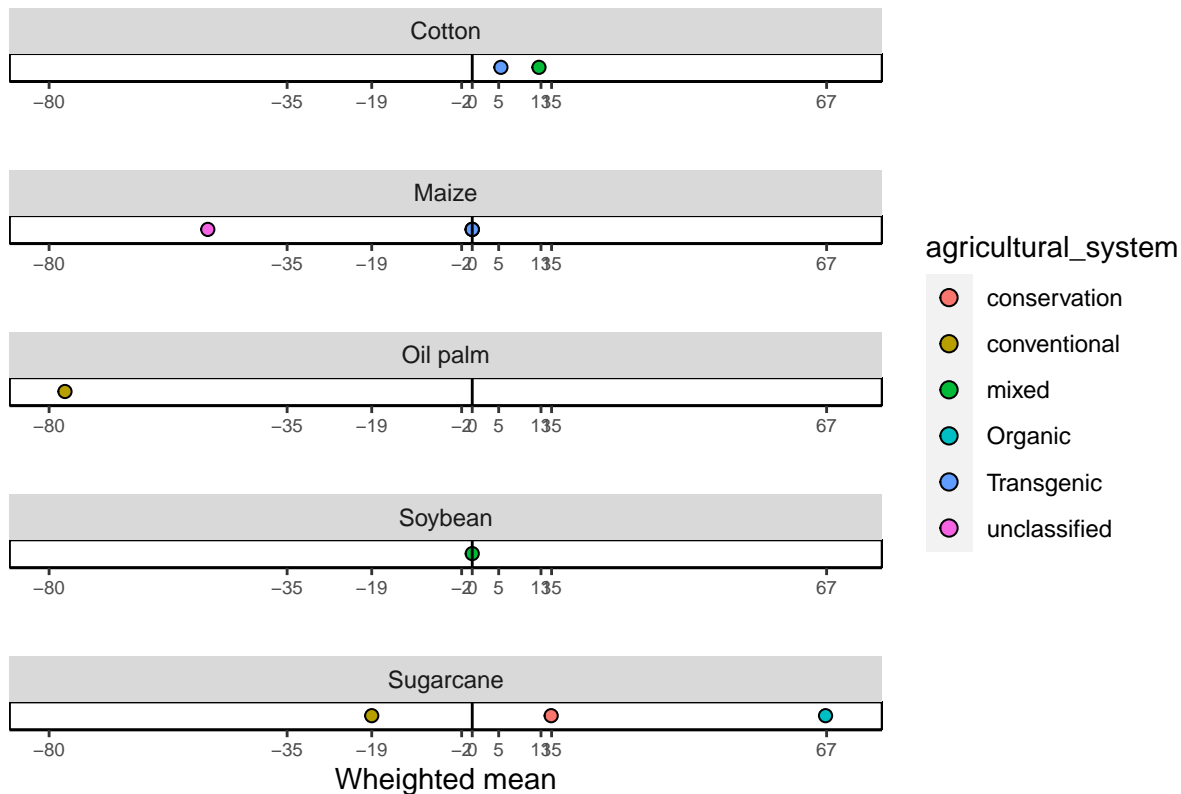 Cotton
−80 −35 −19 −2 0 5 13 15 67
Maize
−80 −35 −19 −2 0 5 13 15 67
agricultural_system
conservation
conventional
mixed
Organic
Transgenic
unclassified
Oil palm
−80 −35 −19 −2 0 5 13 15 67
Soybean
−80 −35 −19 −2 0 5 13 15 67
Sugarcane
−80 −35 −19 −2 0 5 13 15 67
Wheighted mean